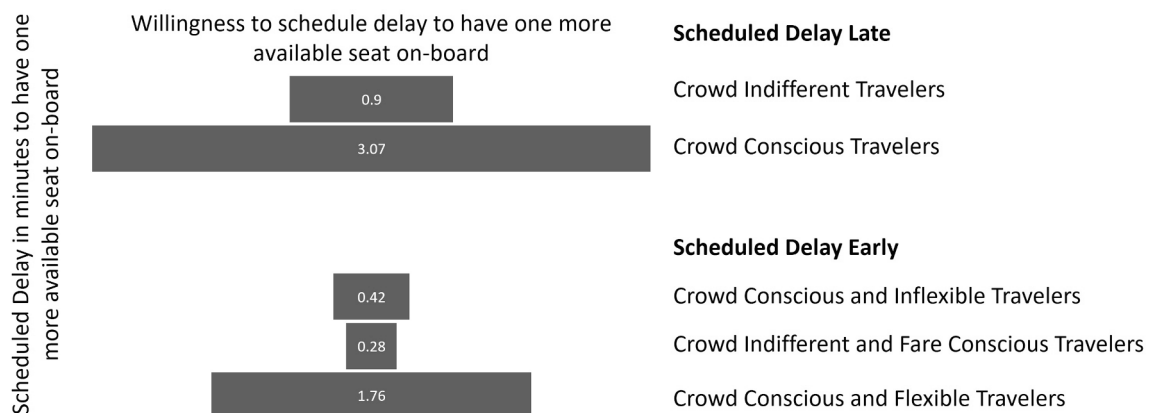 Scheduled Delay in minutes to have one
more available seat on-board
Willingness to schedule delay to have one more
available seat on-board
Scheduled Delay Late
0.9
Crowd Indifferent Travelers
3.07
Crowd Conscious Travelers
Scheduled Delay Early
0.42
Crowd Conscious and Inflexible Travelers
0.28
Crowd Indifferent and Fare Conscious Travelers
1.76
Crowd Conscious and Flexible Travelers